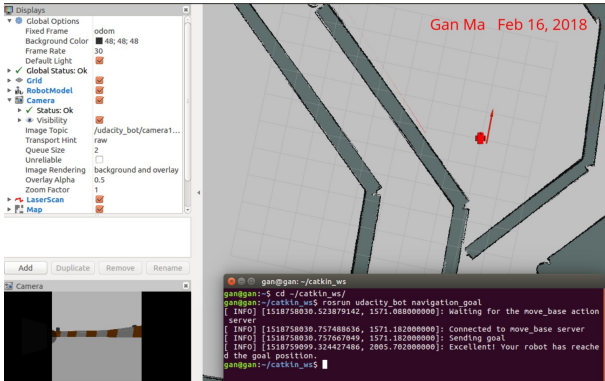 Displays
Global Options
Fixed Frame odom
Background Color 48; 48; 48
Frame Rate 30
Default Light
Global Status: Ok
Grid
RobotModel
Camera
Status: Ok
Visibility
Image Topic /udacity_bot/camera1...
Transport Hint raw
Queue Size 2
Unreliable
Image Rendering background and overlay
Overlay Alpha 0.5
Zoom Factor 1
LaserScan
Map
Add Duplicate Remove Rename
Camera
Gan Ma Feb 16, 2018
gan@gan: ~/catkin_ws
gan@gan:~$ cd ~/catkin_ws/
gan@gan:~/catkin_ws$ rosrun udacity_bot navigation_goal
[ INFO] [1518758030.523879142, 1571.088000000]: Waiting for the move_base action
server
[ INFO] [1518758030.757488636, 1571.182000000]: Connected to move_base server
[ INFO] [1518758030.757667049, 1571.182000000]: Sending goal
[ INFO] [1518759099.324427486, 2005.702000000]: Excellent! Your robot has reache
d the goal position.
gan@gan:~/catkin_ws$